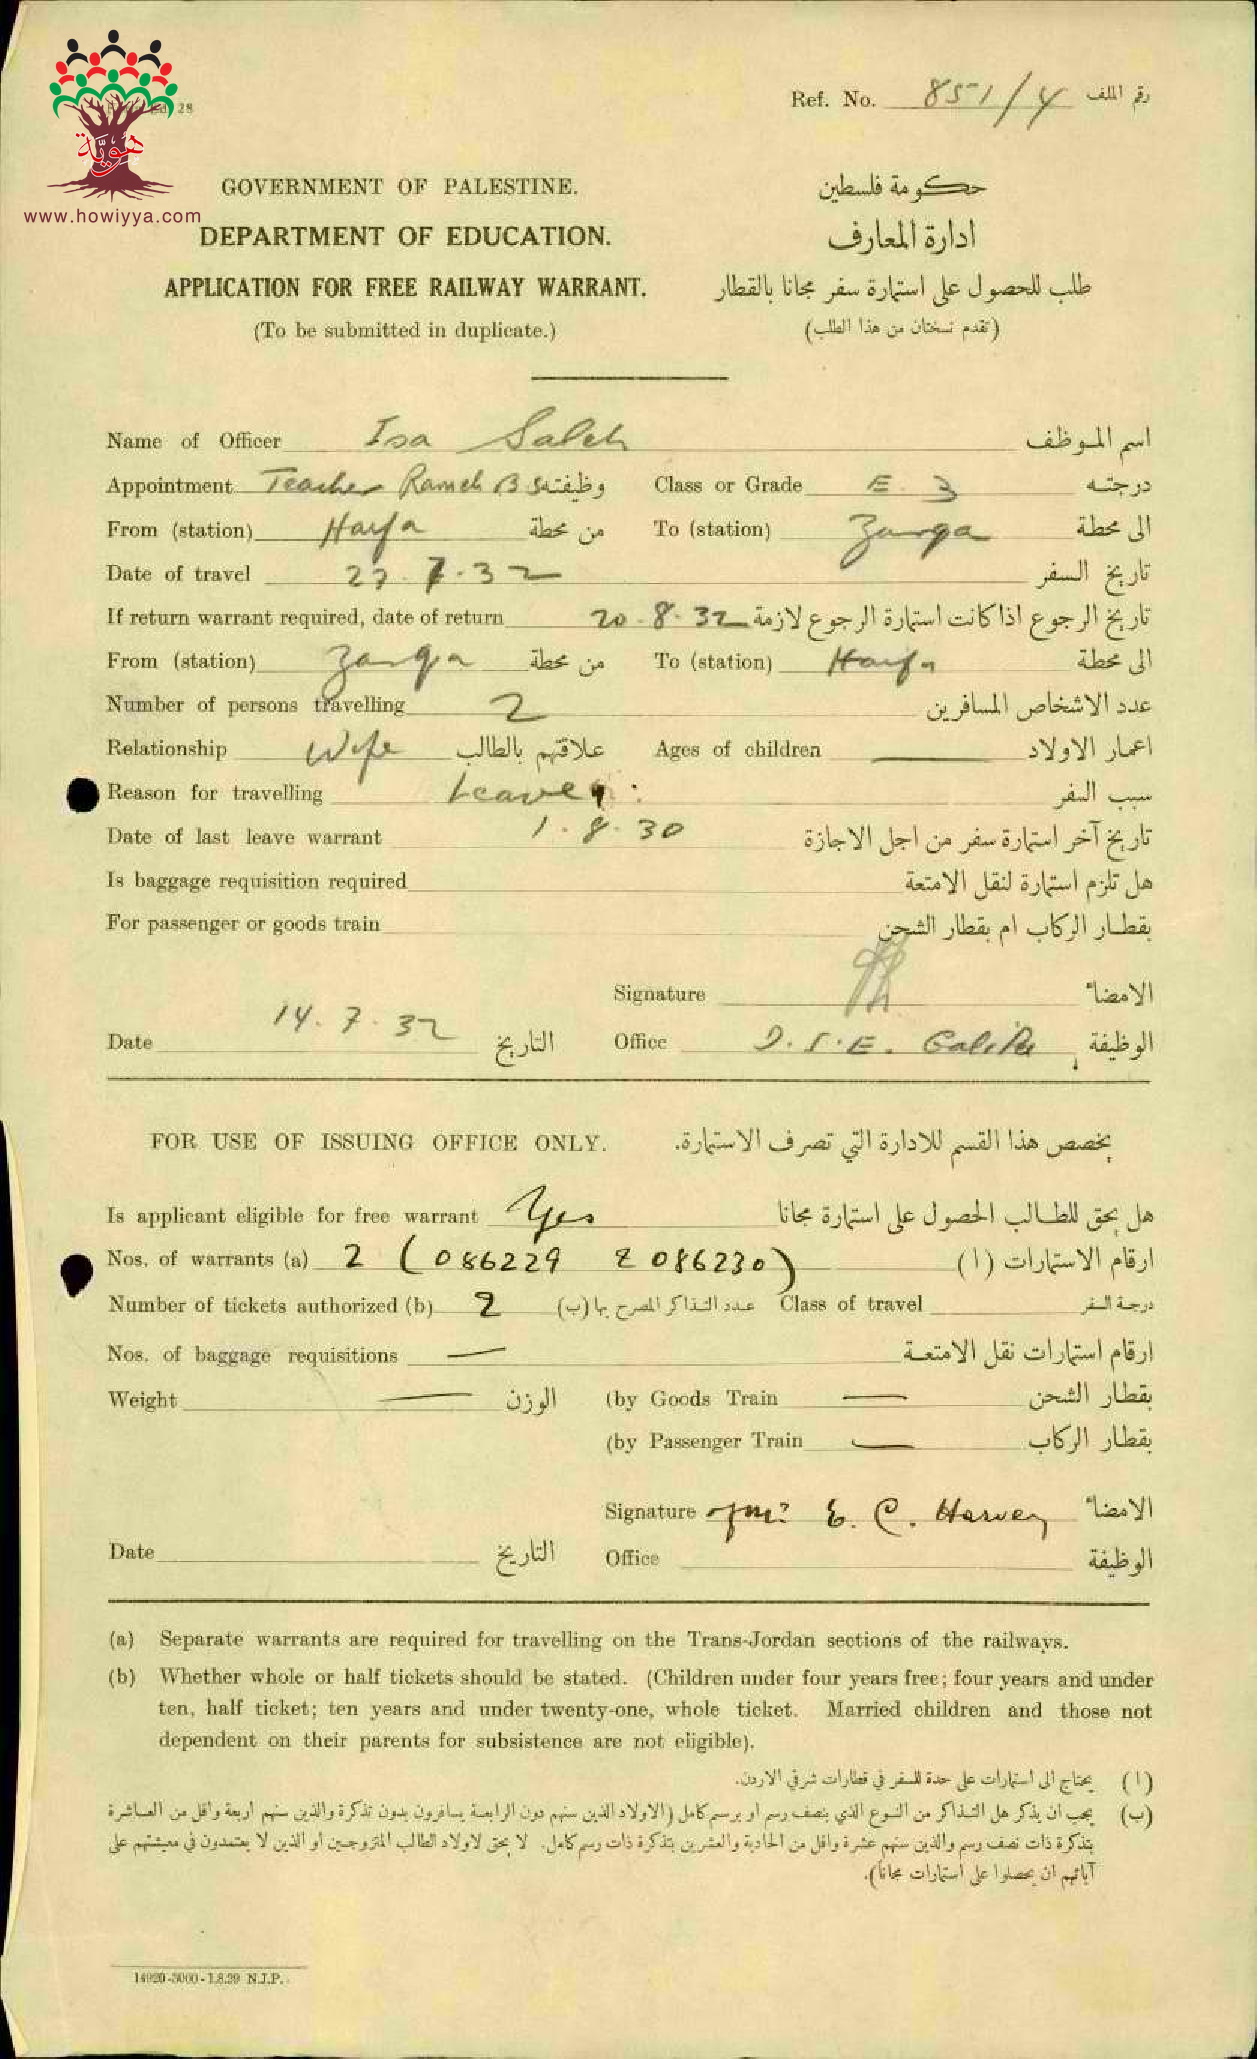 هويّة
www.howiyya.com
28
Ref. No. 851/4 رقم الملف
GOVERNMENT OF PALESTINE. حكومة فلسطين
DEPARTMENT OF EDUCATION. ادارة المعارف
APPLICATION FOR FREE RAILWAY WARRANT. طلب للحصول على استمارة سفر مجانا بالقطار
(To be submitted in duplicate.) (تقدم نسختان من هذا الطلب)
Name of Officer Isa Saleh اسم الموظف
Appointment Teacher Rameh B S وظيفته Class or Grade E. 3 درجته
From (station) Haifa من محطة To (station) Zarqa الى محطة
Date of travel 27.7.32 تاريخ السفر
If return warrant required, date of return 20.8.32 تاريخ الرجوع اذا كانت استمارة الرجوع لازمة
From (station) Zarqa من محطة To (station) Haifa الى محطة
Number of persons travelling 2 عدد الاشخاص المسافرين
Relationship Wife علاقتهم بالطالب Ages of children — اعمار الاولاد
Reason for travelling Leave سبب السفر
Date of last leave warrant 1.8.30 تاريخ آخر استمارة سفر من اجل الاجازة
Is baggage requisition required هل تلزم استمارة لنقل الامتعة
For passenger or goods train بقطار الركاب ام بقطار الشحن
Signature الامضاء
Date 14.7.32 التاريخ Office D.I.E. Galilee الوظيفة
FOR USE OF ISSUING OFFICE ONLY. يخصص هذا القسم للادارة التي تصرف الاستمارة.
Is applicant eligible for free warrant Yes هل يحق للطالب الحصول على استمارة مجانا
Nos. of warrants (a) 2 (086229 & 086230) ارقام الاستمارات (ا)
Number of tickets authorized (b) 2 عدد التذاكر المصرح بها (ب) Class of travel درجة السفر
Nos. of baggage requisitions — ارقام استمارات نقل الامتعة
Weight — الوزن (by Goods Train — بقطار الشحن
(by Passenger Train — بقطار الركاب
Signature E. C. Harvey الامضاء
Date التاريخ Office الوظيفة
(a) Separate warrants are required for travelling on the Trans-Jordan sections of the railways.
(b) Whether whole or half tickets should be stated. (Children under four years free; four years and under
ten, half ticket; ten years and under twenty-one, whole ticket. Married children and those not
dependent on their parents for subsistence are not eligible).
(ا) يحتاج الى استمارات على حدة للسفر في قطارات شرقي الاردن.
(ب) يجب ان يذكر هل التذاكر من النوع الذي بنصف رسم او برسم كامل (الاولاد الذين سنهم دون الرابعة يسافرون بدون تذكرة والذين سنهم اربعة واقل من العاشرة
بتذكرة ذات نصف رسم والذين سنهم عشرة واقل من الحادية والعشرين بتذكرة ذات رسم كامل. لا يحق لاولاد الطالب المتزوجين او الذين لا يعتمدون في معيشتهم على
آبائهم ان يحصلوا على استمارات مجانا).
14920-3000-1.8.29 N.J.P.